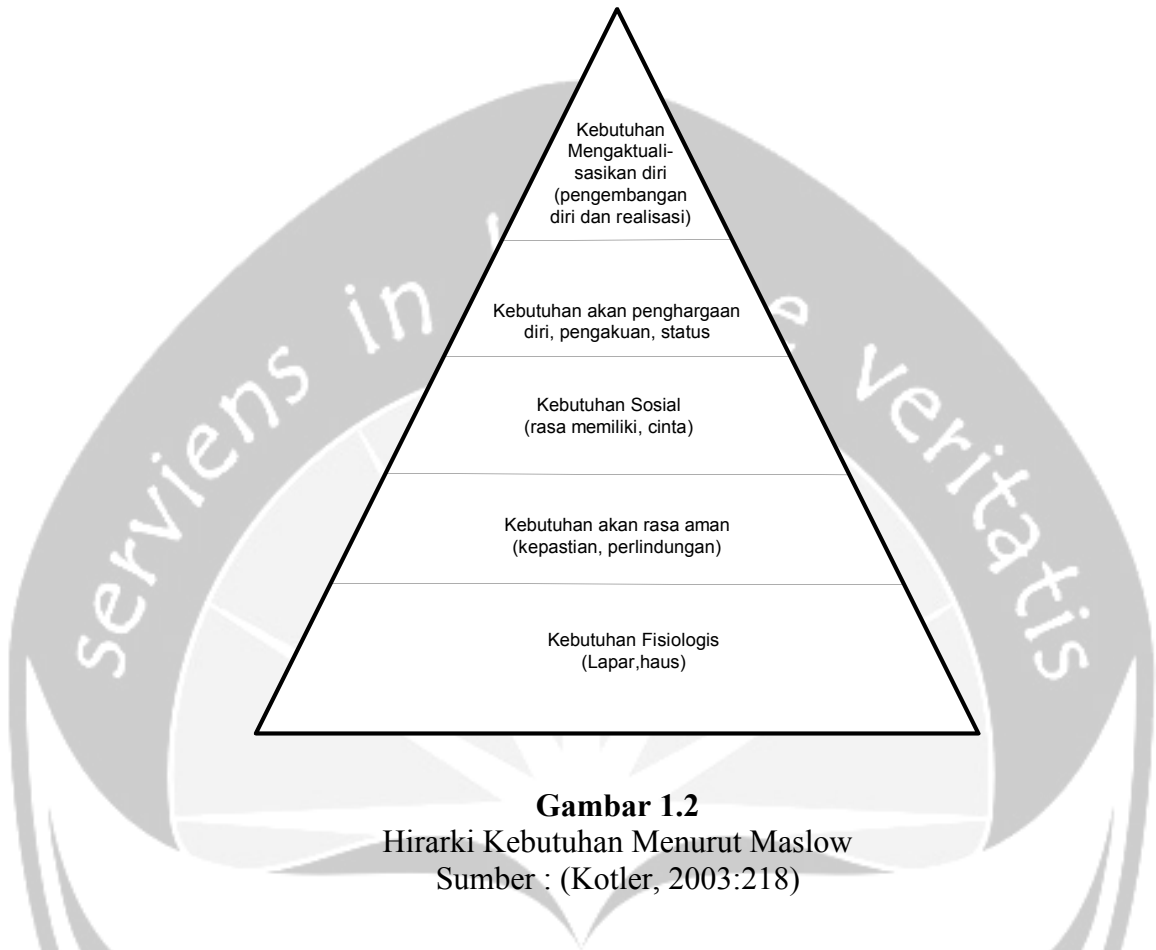 Kebutuhan
Mengaktuali-
sasikan diri
(pengembangan
diri dan realisasi)
Kebutuhan akan penghargaan
diri, pengakuan, status
Kebutuhan Sosial
(rasa memiliki, cinta)
Kebutuhan akan rasa aman
(kepastian, perlindungan)
Kebutuhan Fisiologis
(Lapar,haus)
serviens in
veritatis
Gambar 1.2
Hirarki Kebutuhan Menurut Maslow
Sumber : (Kotler, 2003:218)